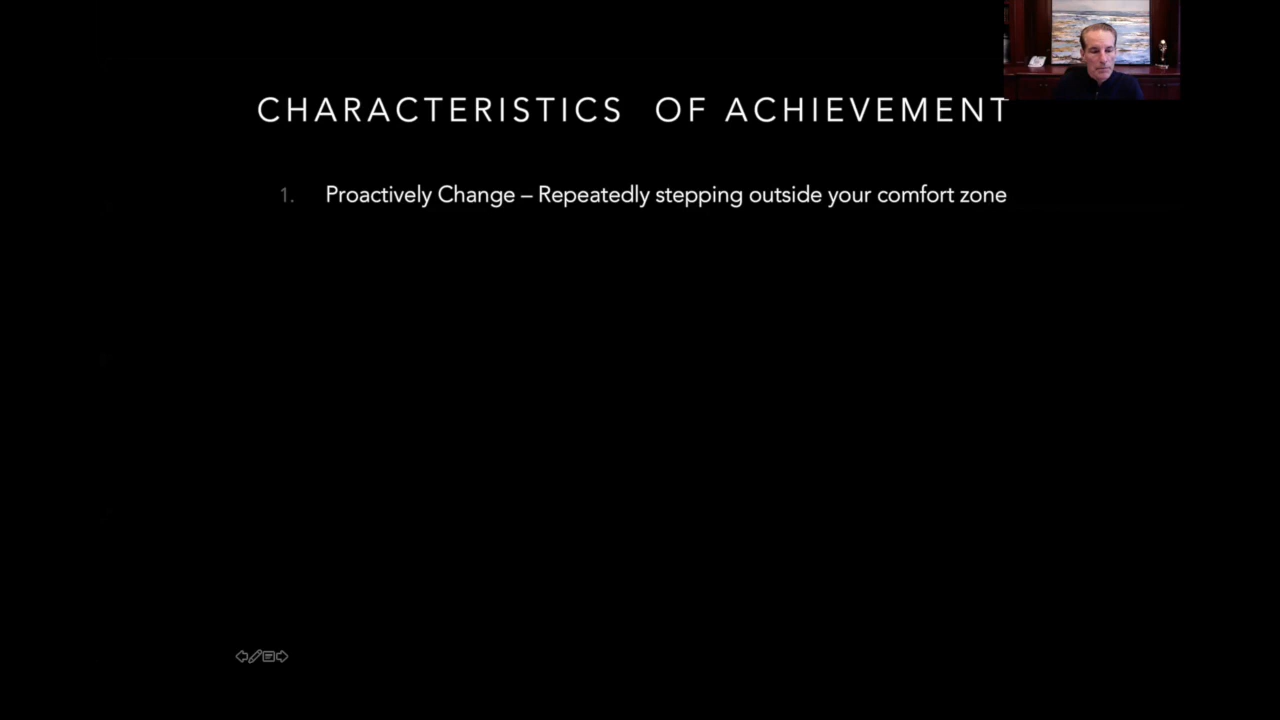 CHARACTERISTICS OF ACHIEVEMENT
1. Proactively Change – Repeatedly stepping outside your comfort zone